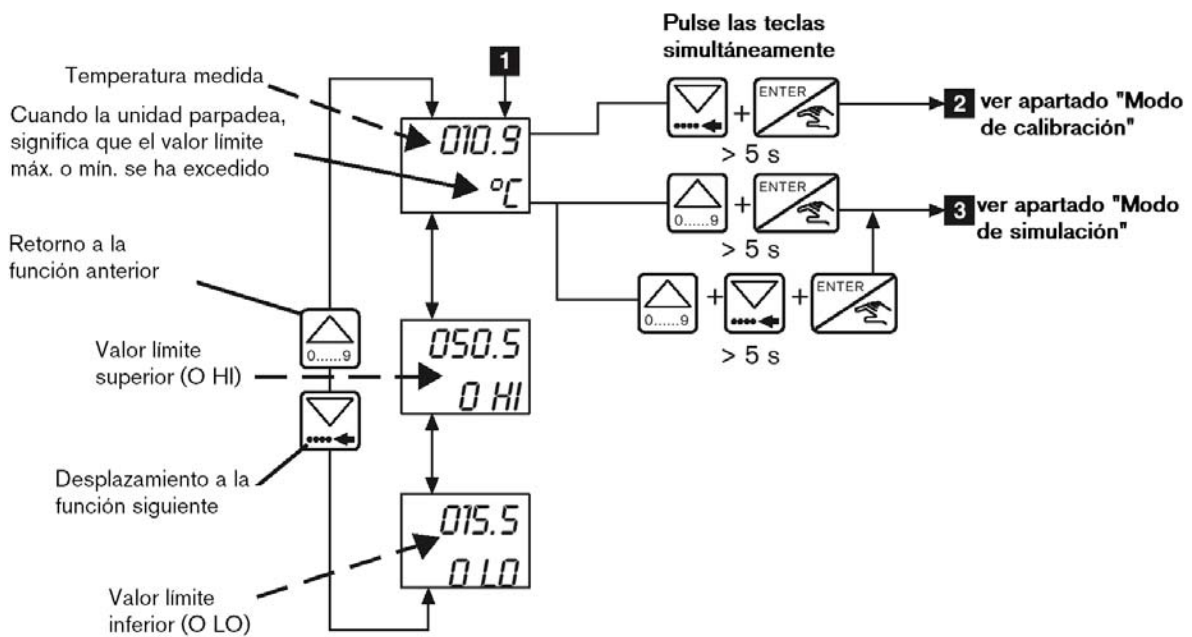 Pulse las teclas
simultáneamente
1
Temperatura medida
Cuando la unidad parpadea,
significa que el valor límite
máx. o mín. se ha excedido
010.9
°C
ENTER
+
> 5 s
2 ver apartado "Modo
de calibración"
0......9
+
ENTER
> 5 s
3 ver apartado "Modo
de simulación"
0......9
+
+
ENTER
> 5 s
Retorno a la
función anterior
0......9
Valor límite
superior (O HI)
050.5
O HI
Desplazamiento a la
función siguiente
015.5
O LO
Valor límite
inferior (O LO)